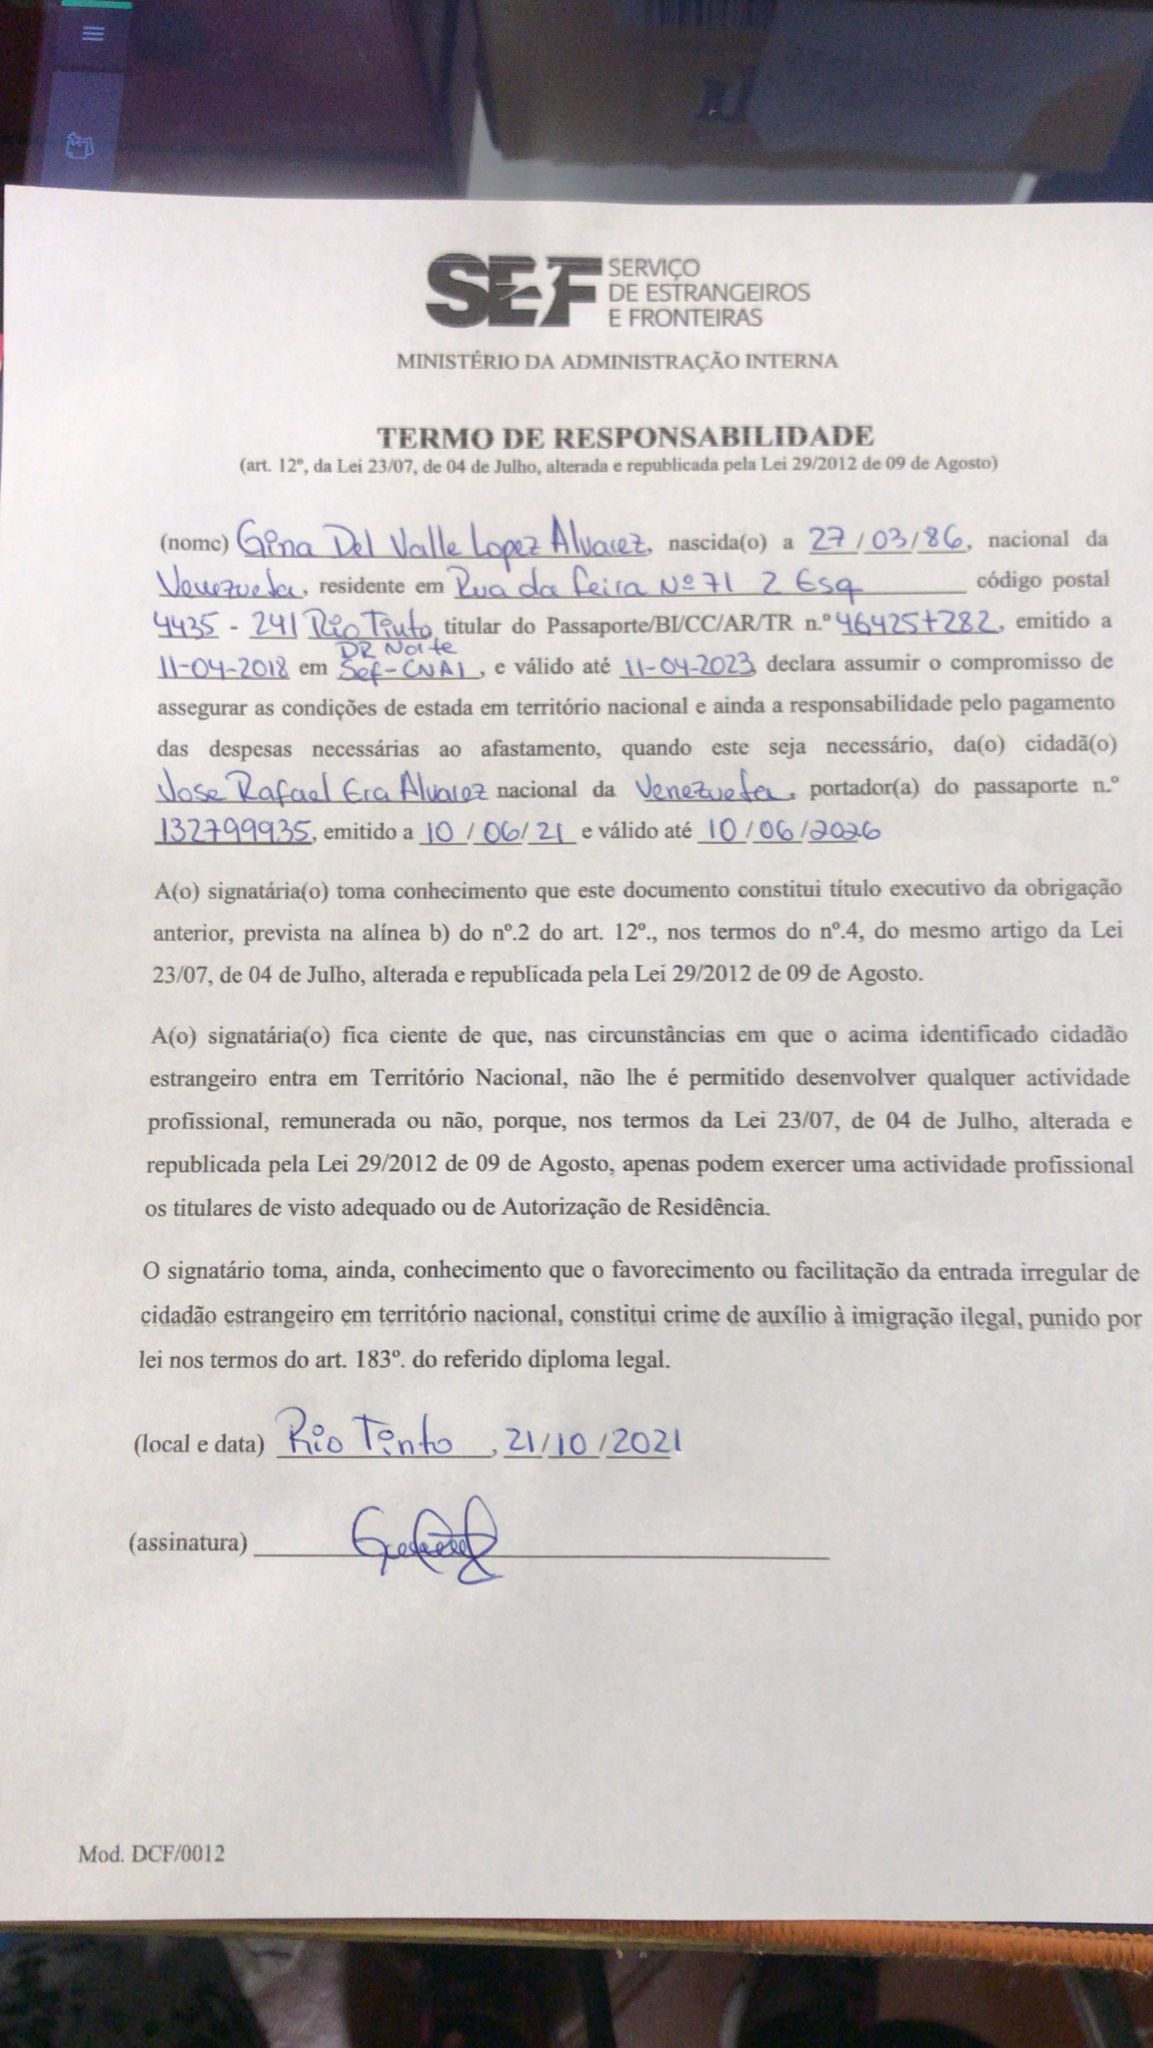 SEF SERVIÇO
DE ESTRANGEIROS
E FRONTEIRAS
MINISTÉRIO DA ADMINISTRAÇÃO INTERNA
TERMO DE RESPONSABILIDADE
(art. 12º, da Lei 23/07, de 04 de Julho, alterada e republicada pela Lei 29/2012 de 09 de Agosto)
(nome) Gina Del Valle Lopez Alvarez, nascida(o) a 27/03/86, nacional da
Venezuela, residente em Rua da feira Nº 71 2 Esq código postal
4435 - 241 Rio Tinto, titular do Passaporte/BI/CC/AR/TR n.º 46425+282, emitido a
DR Norte
11-04-2018 em Sef-CNAI, e válido até 11-04-2023 declara assumir o compromisso de
assegurar as condições de estada em território nacional e ainda a responsabilidade pelo pagamento
das despesas necessárias ao afastamento, quando este seja necessário, da(o) cidadã(o)
Jose Rafael Era Alvarez nacional da Venezuela, portador(a) do passaporte n.º
132799935, emitido a 10/06/21 e válido até 10/06/2026
A(o) signatária(o) toma conhecimento que este documento constitui título executivo da obrigação
anterior, prevista na alínea b) do nº.2 do art. 12º., nos termos do nº.4, do mesmo artigo da Lei
23/07, de 04 de Julho, alterada e republicada pela Lei 29/2012 de 09 de Agosto.
A(o) signatária(o) fica ciente de que, nas circunstâncias em que o acima identificado cidadão
estrangeiro entra em Território Nacional, não lhe é permitido desenvolver qualquer actividade
profissional, remunerada ou não, porque, nos termos da Lei 23/07, de 04 de Julho, alterada e
republicada pela Lei 29/2012 de 09 de Agosto, apenas podem exercer uma actividade profissional
os titulares de visto adequado ou de Autorização de Residência.
O signatário toma, ainda, conhecimento que o favorecimento ou facilitação da entrada irregular de
cidadão estrangeiro em território nacional, constitui crime de auxílio à imigração ilegal, punido por
lei nos termos do art. 183º. do referido diploma legal.
(local e data) Rio Tinto, 21/10/2021
(assinatura)
Mod. DCF/0012